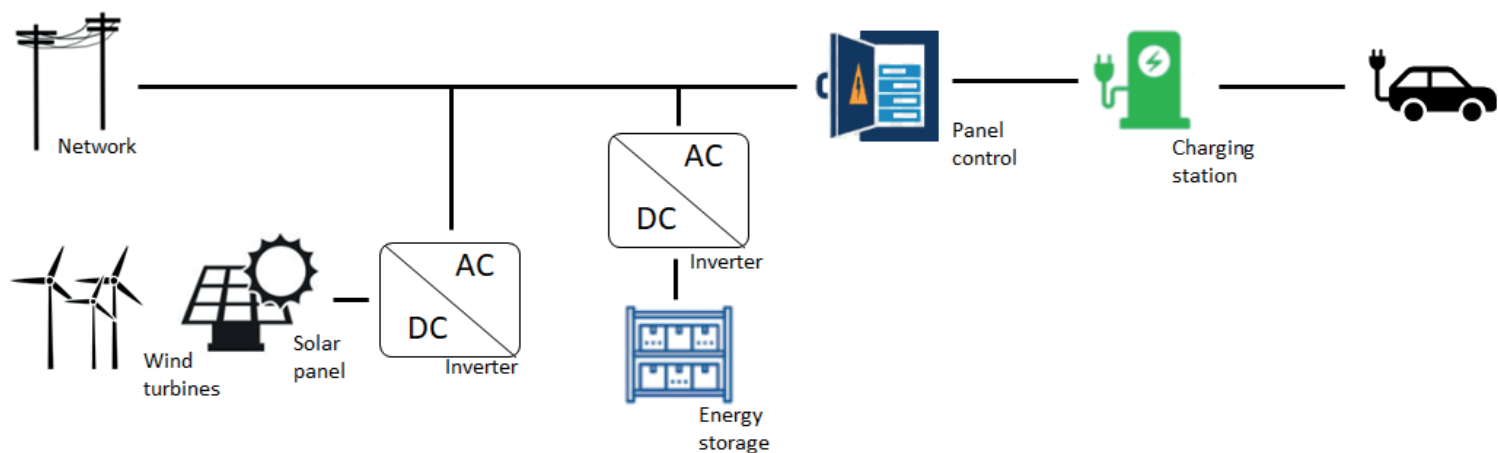 Network
AC
DC
Inverter
Panel
control
Charging
station
AC
DC
Inverter
Wind
turbines
Solar
panel
Energy
storage